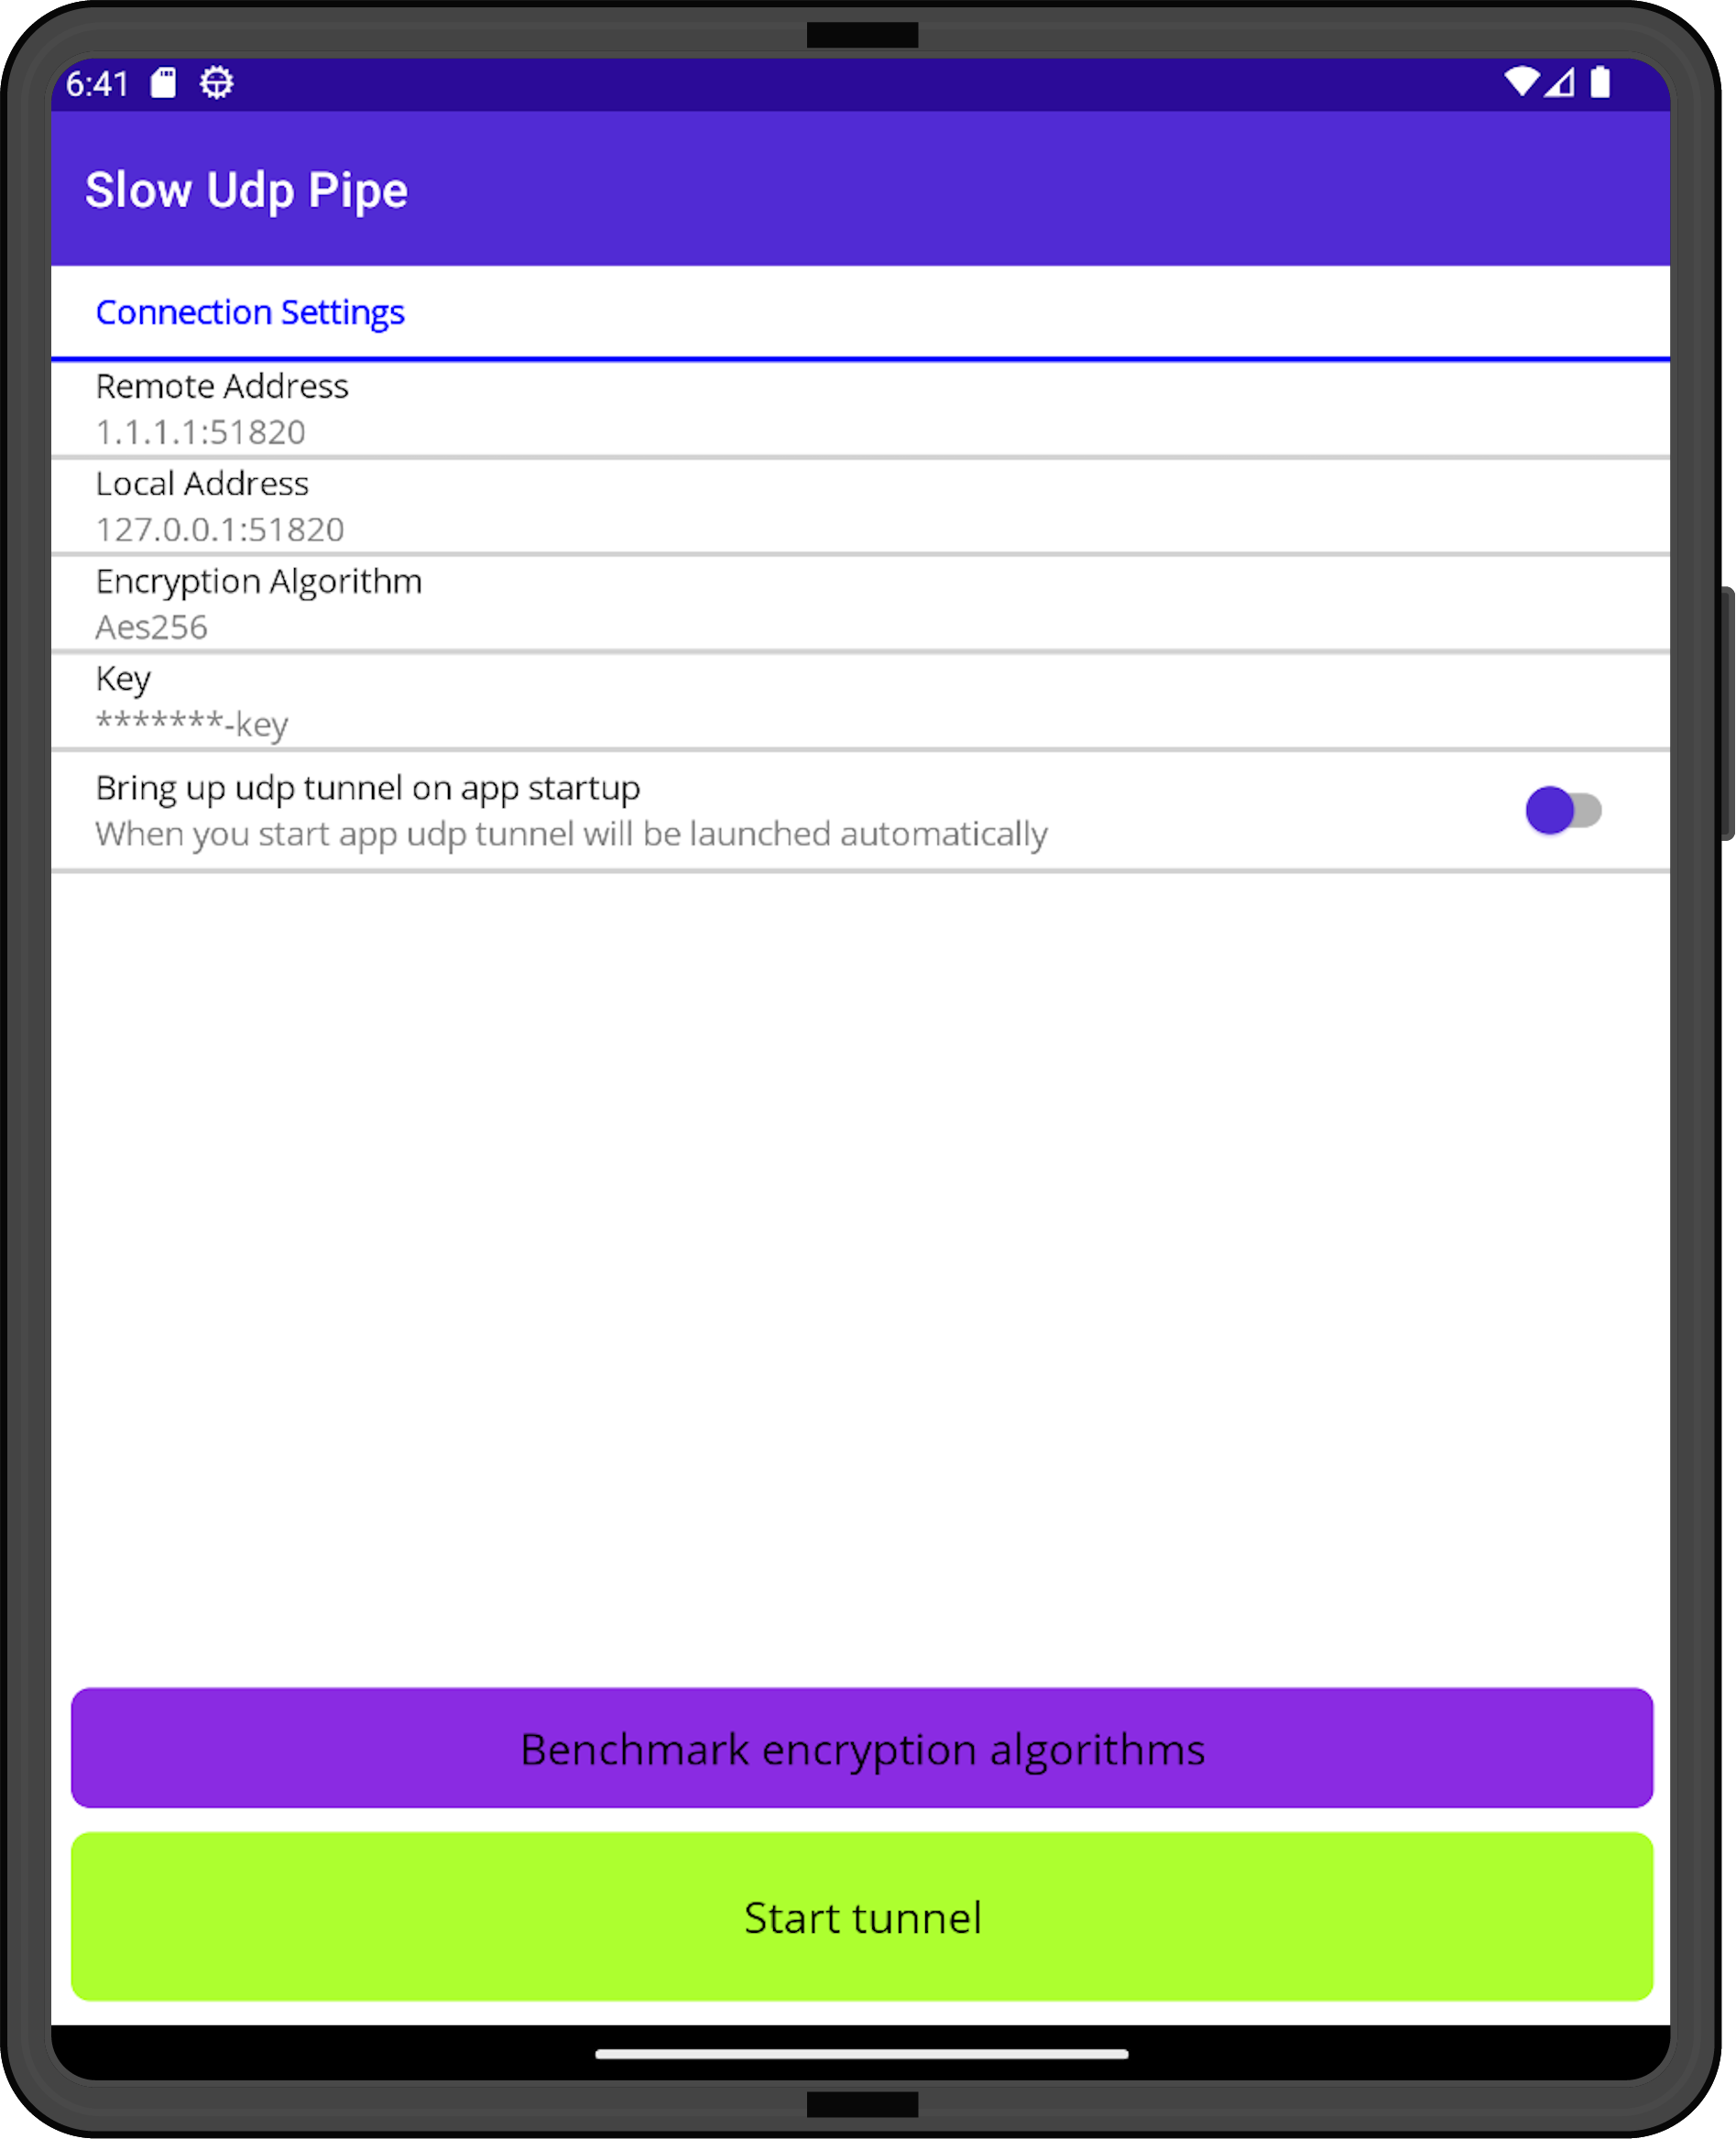 6:41
Slow Udp Pipe
Connection Settings
Remote Address
1.1.1.1:51820
Local Address
127.0.0.1:51820
Encryption Algorithm
Aes256
Key
*******-key
Bring up udp tunnel on app startup
When you start app udp tunnel will be launched automatically
Benchmark encryption algorithms
Start tunnel